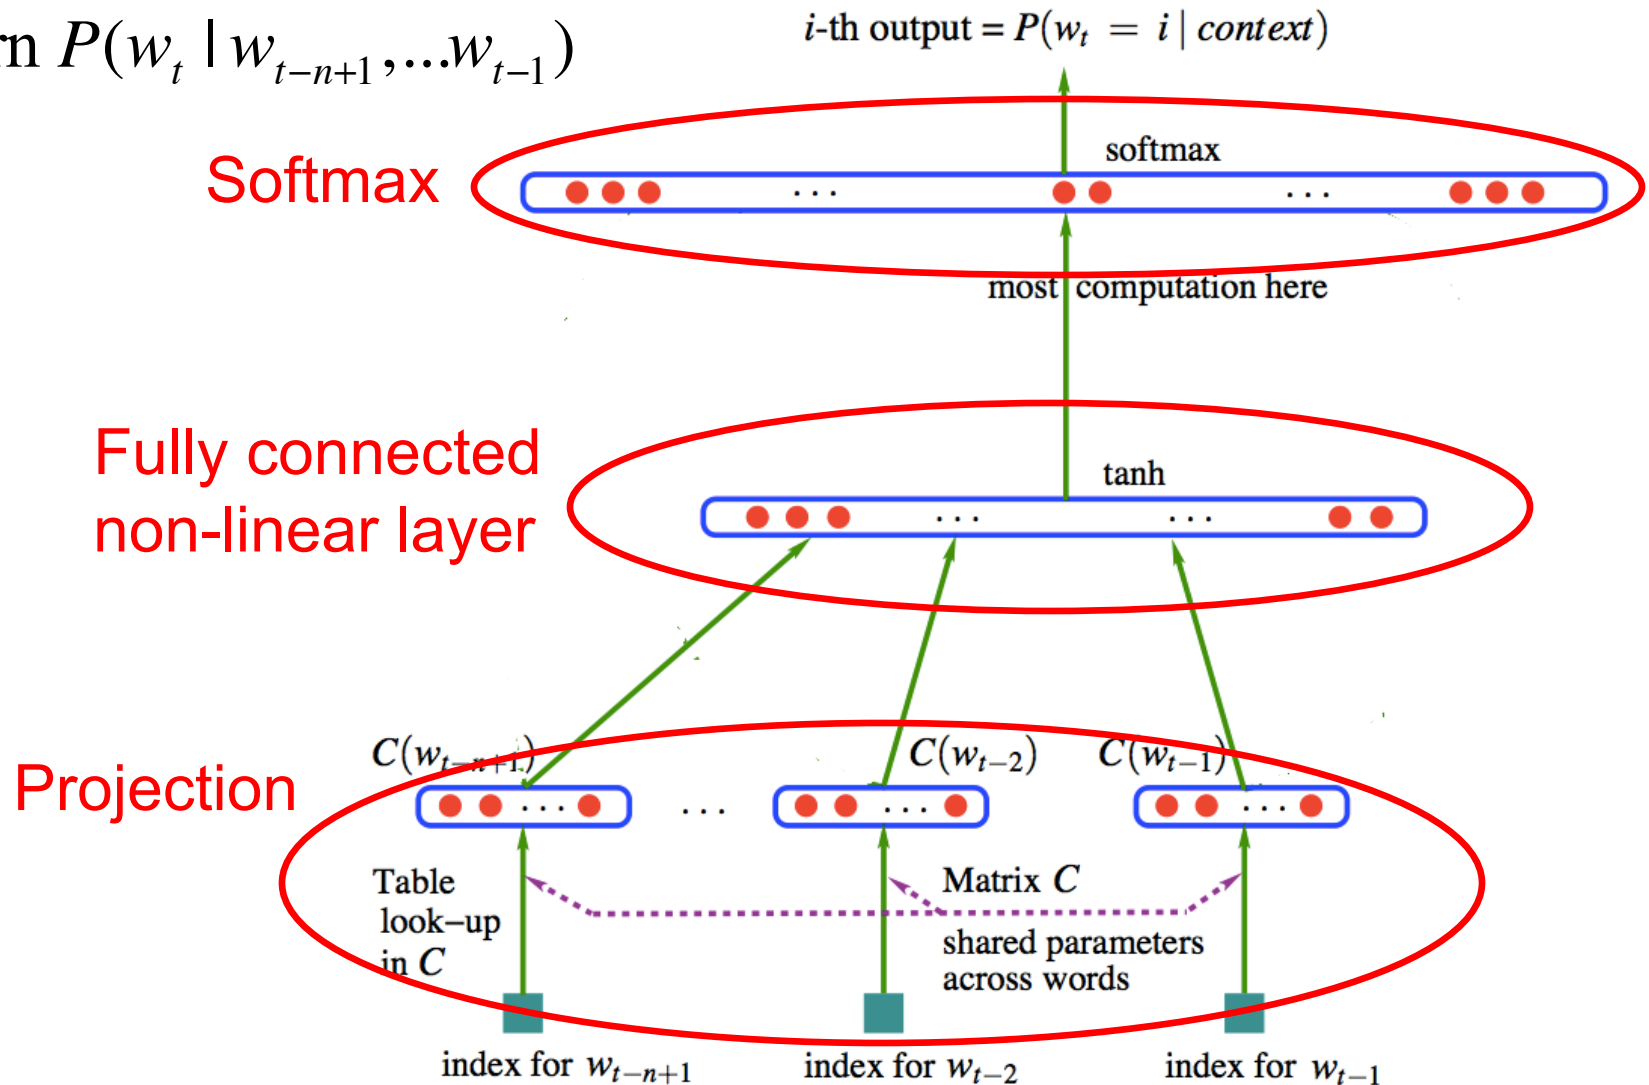 rn P(w_t | w_{t−n+1},...w_{t−1})
i-th output = P(w_t = i | context)
Softmax
softmax
. . .
. . .
most computation here
Fully connected
non-linear layer
tanh
. . .
. . .
Projection
C(w_{t−n+1})
C(w_{t−2})
C(w_{t−1})
. . .
. . .
. . .
. . .
Table
look−up
in C
Matrix C
shared parameters
across words
index for w_{t−n+1}
index for w_{t−2}
index for w_{t−1}